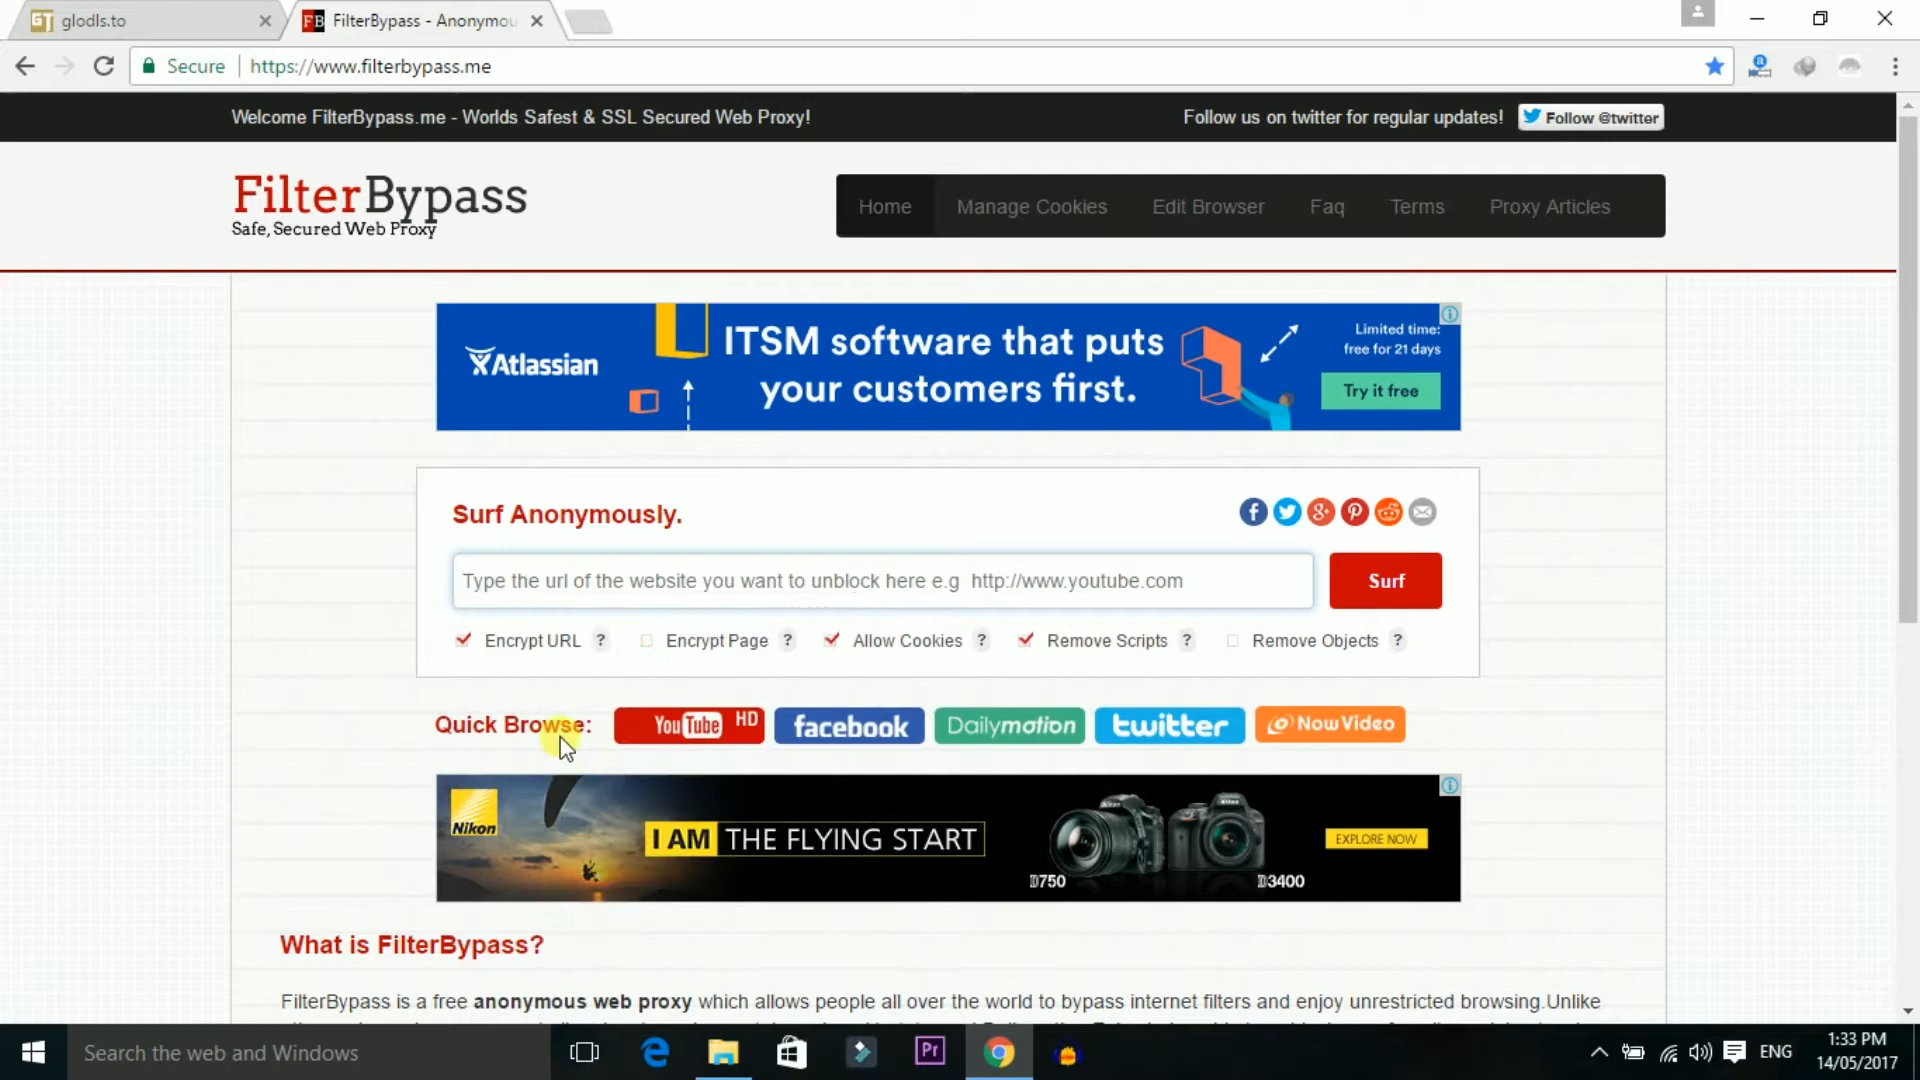 glodls.to
FilterBypass - Anonymou
Secure
https://www.filterbypass.me
Welcome FilterBypass.me - Worlds Safest & SSL Secured Web Proxy!
Follow us on twitter for regular updates!
Follow @twitter
FilterBypass
Safe, Secured Web Proxy
Home
Manage Cookies
Edit Browser
Faq
Terms
Proxy Articles
Atlassian
ITSM software that puts
your customers first.
Limited time:
free for 21 days
Try it free
Surf Anonymously.
Type the url of the website you want to unblock here e.g http://www.youtube.com
Surf
Encrypt URL ?
Encrypt Page ?
Allow Cookies ?
Remove Scripts ?
Remove Objects ?
Quick Browse:
YouTube HD
facebook
Dailymotion
twitter
NowVideo
Nikon
I AM THE FLYING START
D750
D3400
EXPLORE NOW
What is FilterBypass?
FilterBypass is a free anonymous web proxy which allows people all over the world to bypass internet filters and enjoy unrestricted browsing.Unlike
Search the web and Windows
Pr
ENG
1:33 PM
14/05/2017